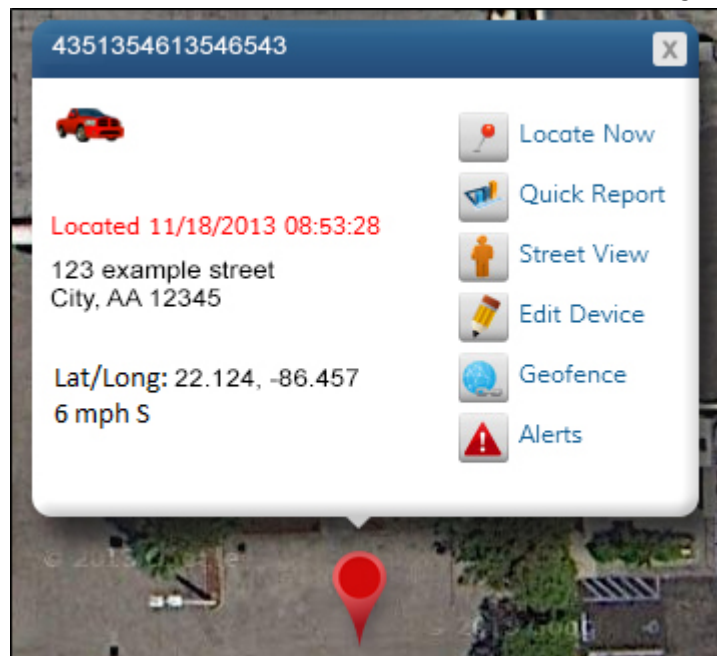 4351354613546543
X
Located 11/18/2013 08:53:28
123 example street
City, AA 12345
Lat/Long: 22.124, -86.457
6 mph S
Locate Now
Quick Report
Street View
Edit Device
Geofence
Alerts